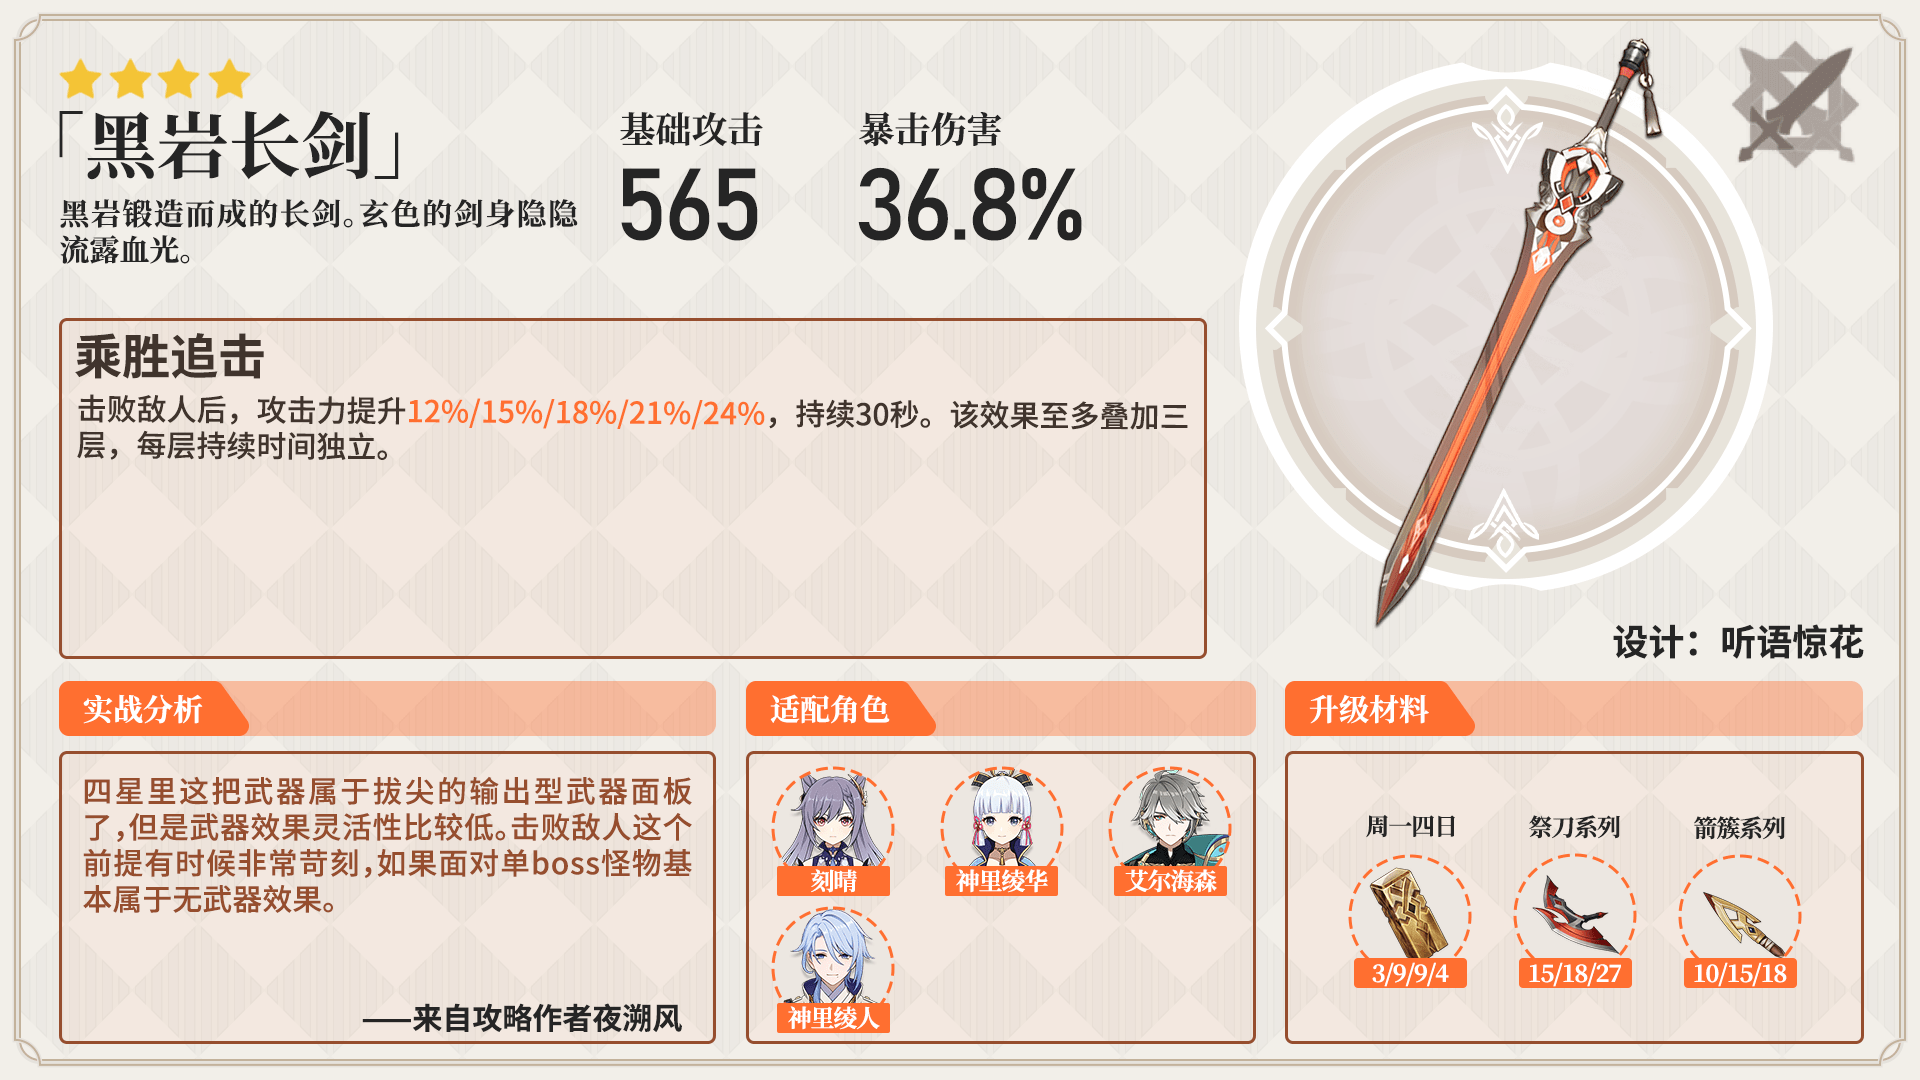 「黑岩长剑」
黑岩锻造而成的长剑。玄色的剑身隐隐
流露血光。
基础攻击
565
暴击伤害
36.8%
乘胜追击
击败敌人后，攻击力提升12%/15%/18%/21%/24%，持续30秒。该效果至多叠加三
层，每层持续时间独立。
设计：听语惊花
实战分析
四星里这把武器属于拔尖的输出型武器面板
了，但是武器效果灵活性比较低。击败敌人这个
前提有时候非常苛刻，如果面对单boss怪物基
本属于无武器效果。
——来自攻略作者夜溯风
适配角色
刻晴
神里绫华
艾尔海森
神里绫人
升级材料
周一四日
祭刀系列
箭簇系列
3/9/9/4
15/18/27
10/15/18